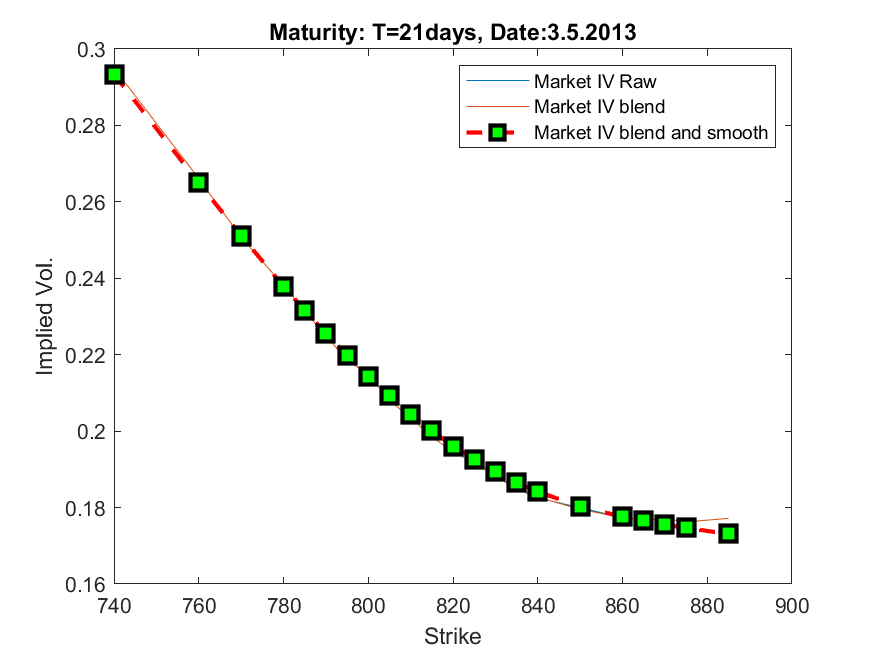 Maturity: T=21days, Date:3.5.2013
0.3
0.28
0.26
0.24
0.22
0.2
0.18
0.16
Implied Vol.
Market IV Raw
Market IV blend
Market IV blend and smooth
740
760
780
800
820
840
860
880
900
Strike